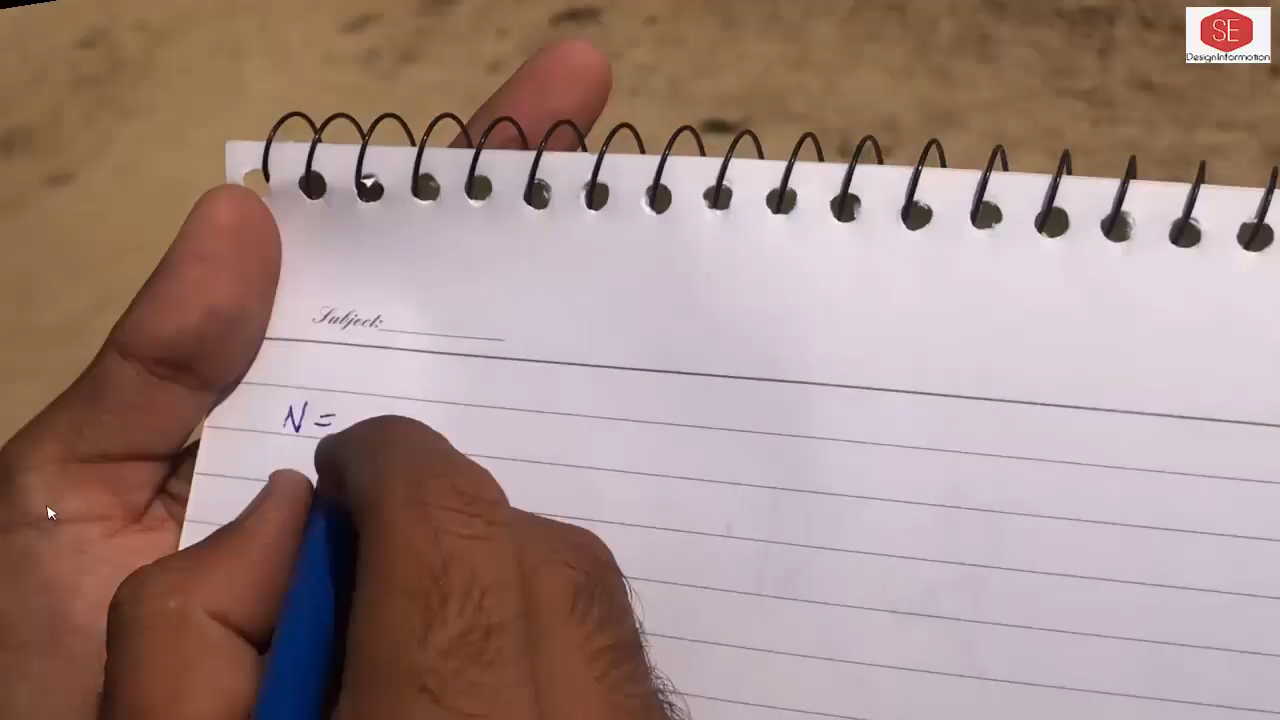 SE
DesignInformation
Subject:
N =